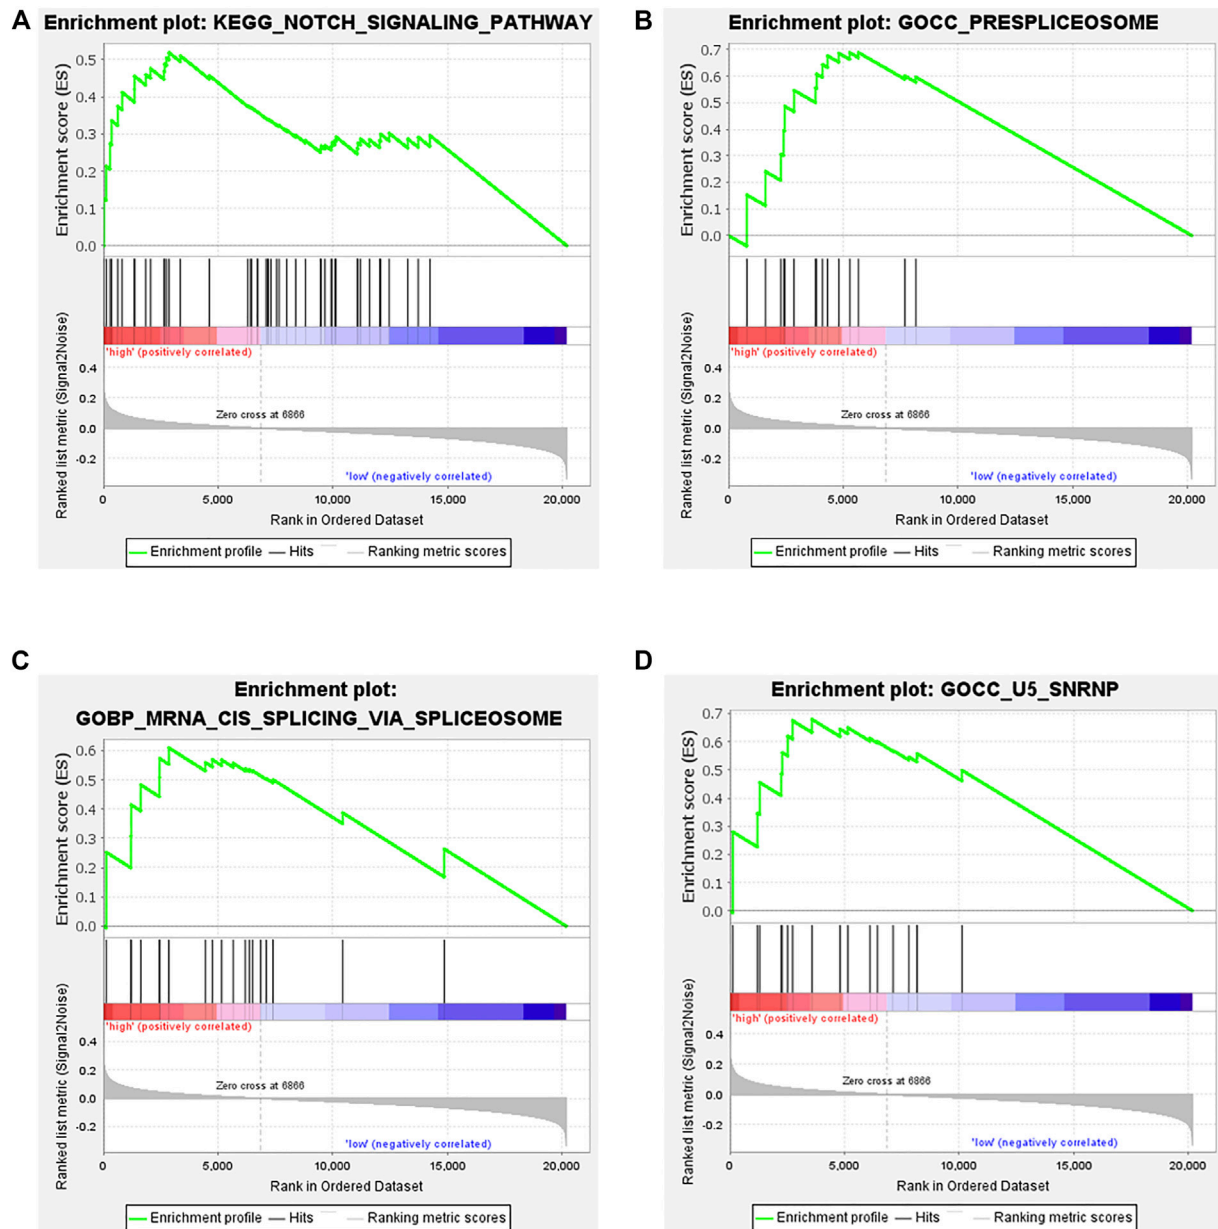 A
Enrichment plot: KEGG_NOTCH_SIGNALING_PATHWAY
Enrichment score (ES)
0.5
0.4
0.3
0.2
0.1
0.0
'high' (positively correlated)
Ranked list metric (Signal2Noise)
0.4
0.2
0.0
-0.2
Zero cross at 6866
'low' (negatively correlated)
0 5,000 10,000 15,000 20,000
Rank in Ordered Dataset
Enrichment profile Hits Ranking metric scores
B
Enrichment plot: GOCC_PRESPLICEOSOME
Enrichment score (ES)
0.7
0.6
0.5
0.4
0.3
0.2
0.1
0.0
'high' (positively correlated)
Ranked list metric (Signal2Noise)
0.4
0.2
0.0
-0.2
Zero cross at 6866
'low' (negatively correlated)
0 5,000 10,000 15,000 20,000
Rank in Ordered Dataset
Enrichment profile Hits Ranking metric scores
C
Enrichment plot:
GOBP_MRNA_CIS_SPLICING_VIA_SPLICEOSOME
Enrichment score (ES)
0.6
0.5
0.4
0.3
0.2
0.1
0.0
'high' (positively correlated)
Ranked list metric (Signal2Noise)
0.4
0.2
0.0
-0.2
Zero cross at 6866
'low' (negatively correlated)
0 5,000 10,000 15,000 20,000
Rank in Ordered Dataset
Enrichment profile Hits Ranking metric scores
D
Enrichment plot: GOCC_U5_SNRNP
Enrichment score (ES)
0.7
0.6
0.5
0.4
0.3
0.2
0.1
0.0
'high' (positively correlated)
Ranked list metric (Signal2Noise)
0.4
0.2
0.0
-0.2
Zero cross at 6866
'low' (negatively correlated)
0 5,000 10,000 15,000 20,000
Rank in Ordered Dataset
Enrichment profile Hits Ranking metric scores